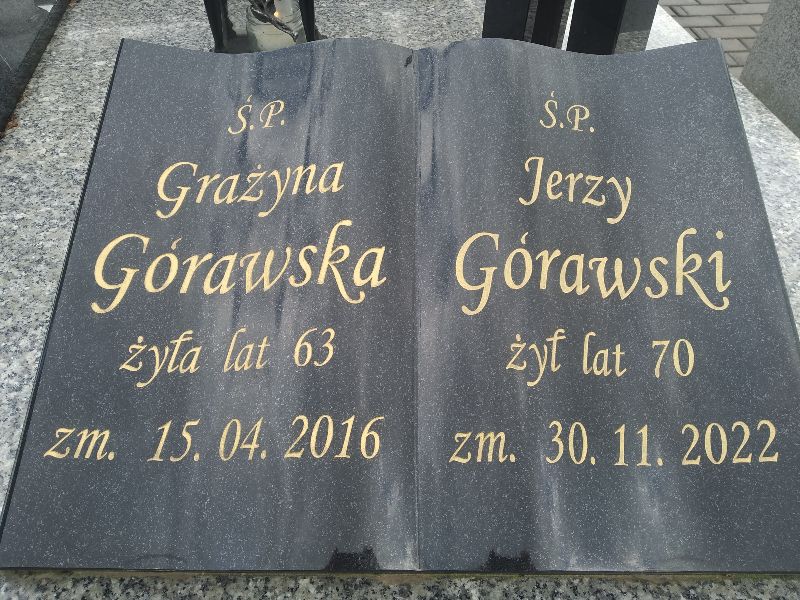 Ś.P.
Grażyna
Górawska
żyła lat 63
zm. 15. 04. 2016
Ś.P.
Jerzy
Górawski
żył lat 70
zm. 30. 11. 2022